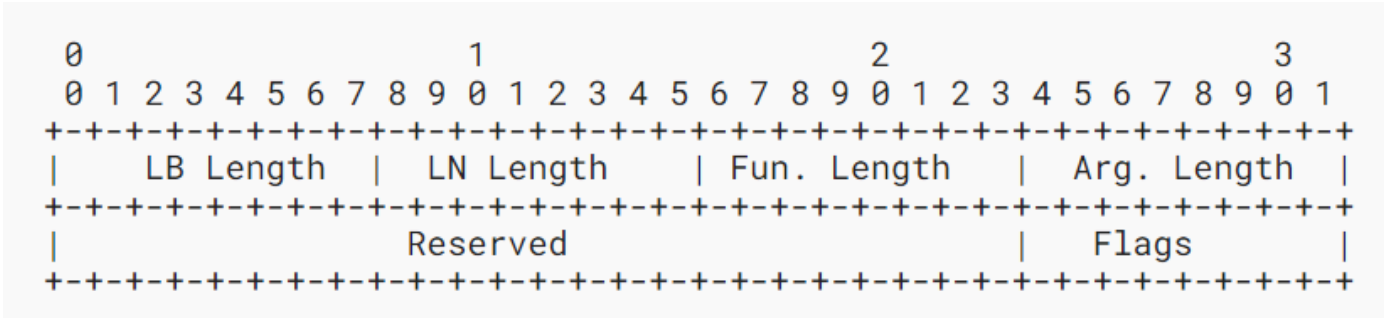 0                   1                   2                   3
 0 1 2 3 4 5 6 7 8 9 0 1 2 3 4 5 6 7 8 9 0 1 2 3 4 5 6 7 8 9 0 1
+-+-+-+-+-+-+-+-+-+-+-+-+-+-+-+-+-+-+-+-+-+-+-+-+-+-+-+-+-+-+-+-+
|    LB Length  |  LN Length    | Fun. Length   |  Arg. Length  |
+-+-+-+-+-+-+-+-+-+-+-+-+-+-+-+-+-+-+-+-+-+-+-+-+-+-+-+-+-+-+-+-+
|                 Reserved                      |   Flags       |
+-+-+-+-+-+-+-+-+-+-+-+-+-+-+-+-+-+-+-+-+-+-+-+-+-+-+-+-+-+-+-+-+